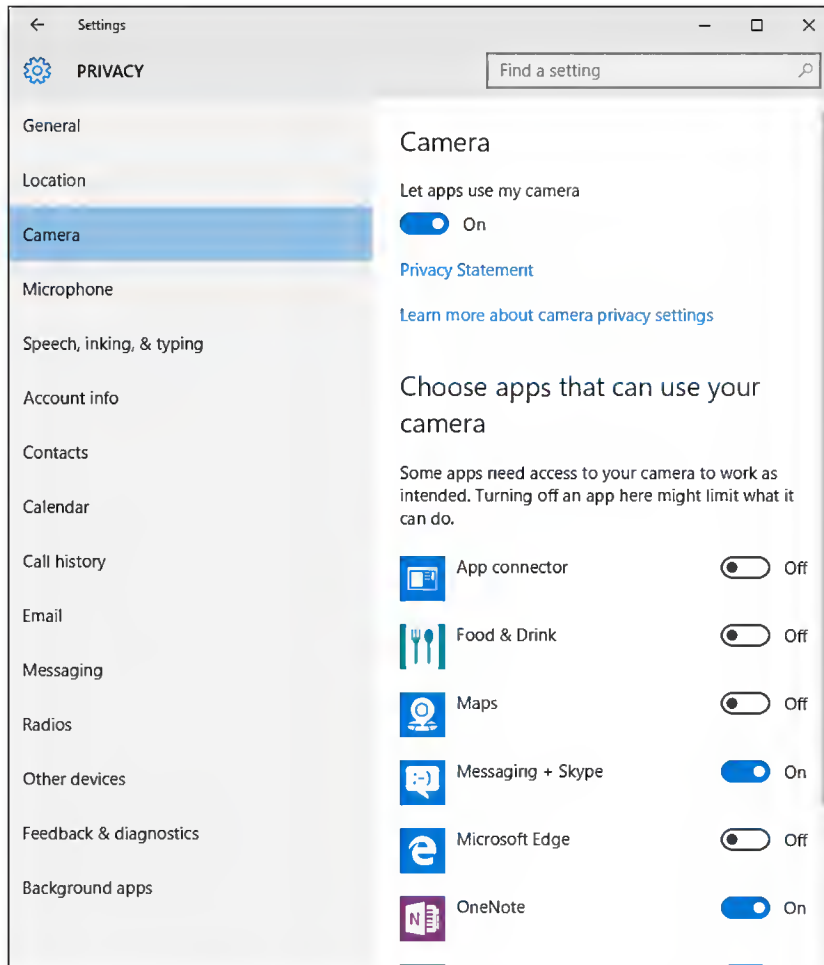 Settings
PRIVACY
Find a setting
General
Location
Camera
Microphone
Speech, inking, & typing
Account info
Contacts
Calendar
Call history
Email
Messaging
Radios
Other devices
Feedback & diagnostics
Background apps
Camera
Let apps use my camera
On
Privacy Statement
Learn more about camera privacy settings
Choose apps that can use your
camera
Some apps need access to your camera to work as
intended. Turning off an app here might limit what it
can do.
App connector Off
Food & Drink Off
Maps Off
Messaging + Skype On
Microsoft Edge Off
OneNote On